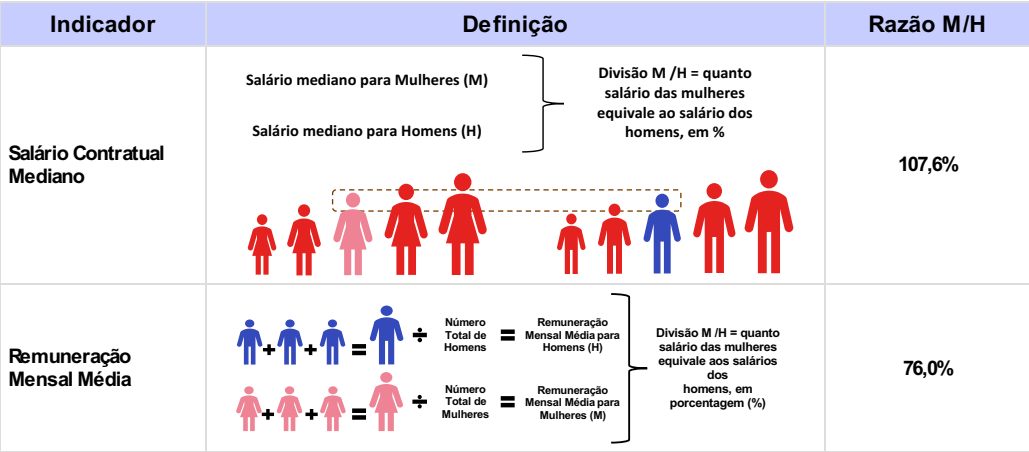 Indicador
Definição
Razão M/H
Salário Contratual
Mediano
Salário mediano para Mulheres (M)
Salário mediano para Homens (H)
Divisão M /H = quanto
salário das mulheres
equivale ao salário dos
homens, em %
107,6%
Remuneração
Mensal Média
+ + = ÷
Número
Total de
Homens
=
Remuneração
Mensal Média para
Homens (H)
+ + = ÷
Número
Total de
Mulheres
=
Remuneração
Mensal Média para
Mulheres (M)
Divisão M /H = quanto
salário das mulheres
equivale aos salários
dos
homens, em
porcentagem (%)
76,0%